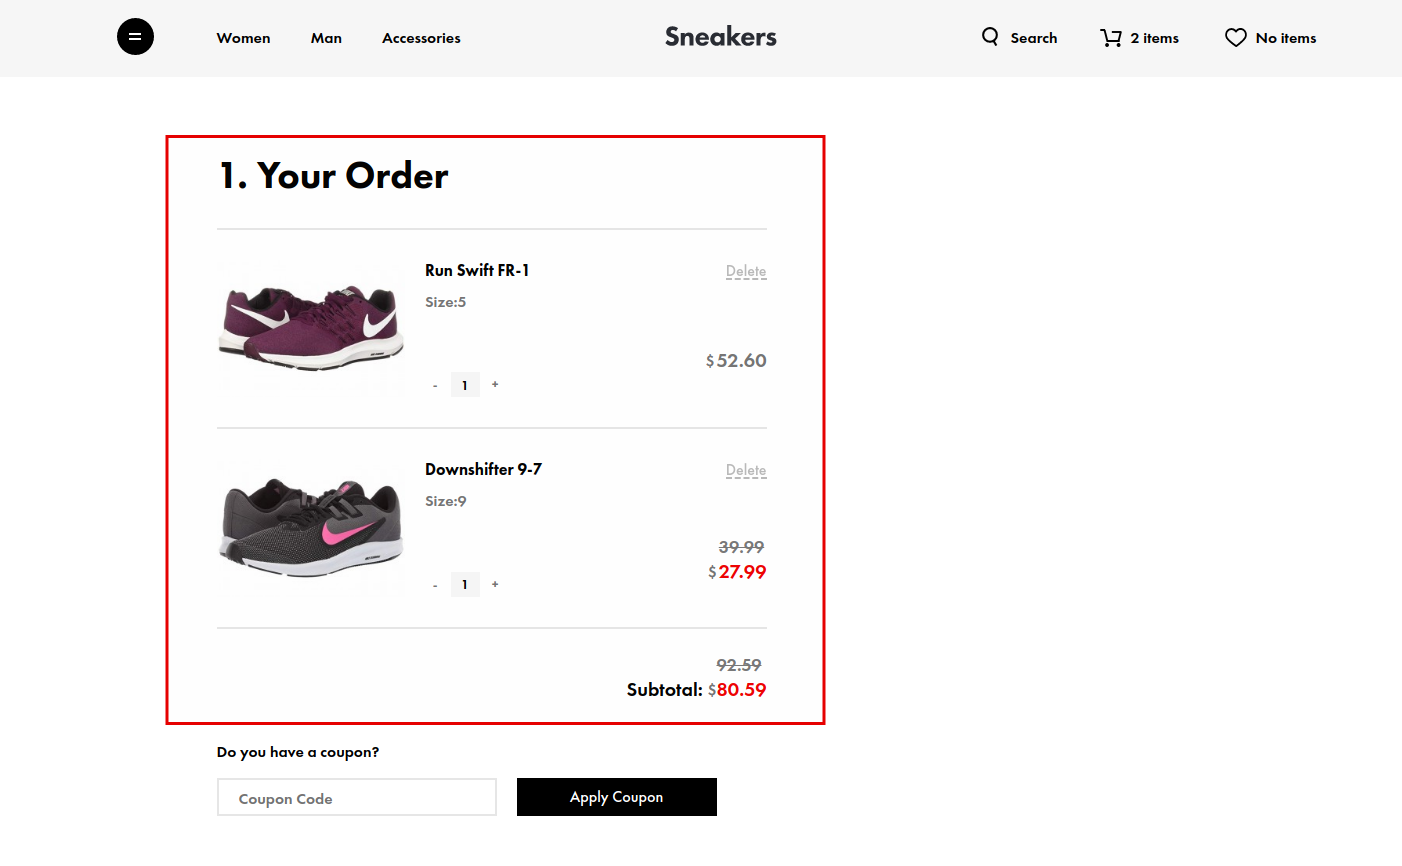 Women Man Accessories Sneakers Search 2 items No items
1. Your Order
Run Swift FR-1 Delete
Size:5
$52.60
- 1 +
Downshifter 9-7 Delete
Size:9
39.99
$27.99
- 1 +
92.59
Subtotal: $80.59
Do you have a coupon?
Coupon Code Apply Coupon